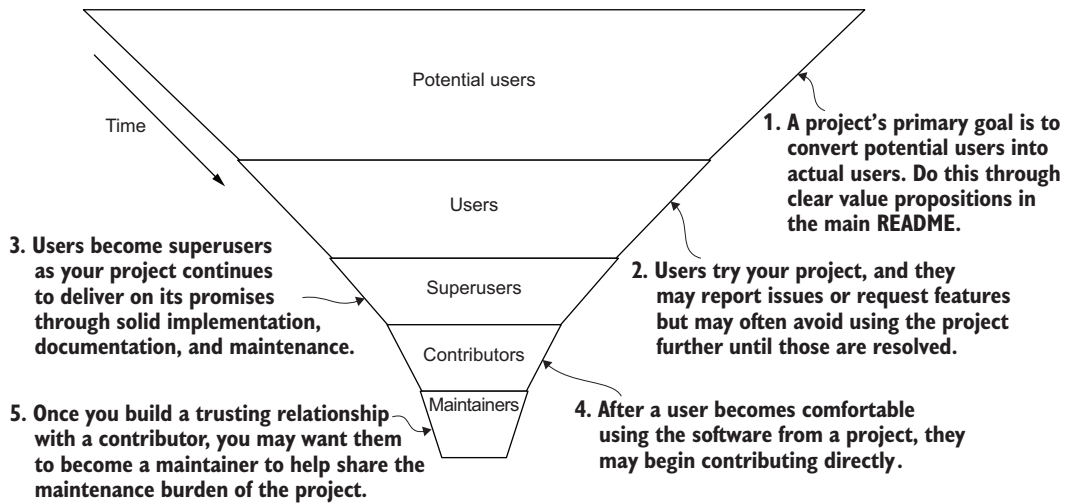 Potential users
Time
1. A project's primary goal is to
convert potential users into
actual users. Do this through
clear value propositions in
the main README.
Users
3. Users become superusers
as your project continues
to deliver on its promises
through solid implementation,
documentation, and maintenance.
2. Users try your project, and they
may report issues or request features
but may often avoid using the project
further until those are resolved.
Superusers
Contributors
Maintainers
5. Once you build a trusting relationship
with a contributor, you may want them
to become a maintainer to help share the
maintenance burden of the project.
4. After a user becomes comfortable
using the software from a project, they
may begin contributing directly.